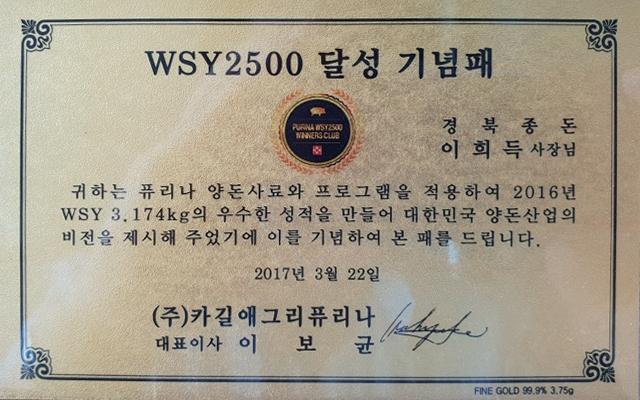 WSY2500 달성 기념패
PURINA WSY2500
WINNERS CLUB
경북종돈
이희득 사장님
귀하는 퓨리나 양돈사료와 프로그램을 적용하여 2016년
WSY 3,174kg의 우수한 성적을 만들어 대한민국 양돈산업의
비전을 제시해 주었기에 이를 기념하여 본 패를 드립니다.
2017년 3월 22일
(주)카길애그리퓨리나
대표이사 이 보 균
FINE GOLD 99.9% 3.75g